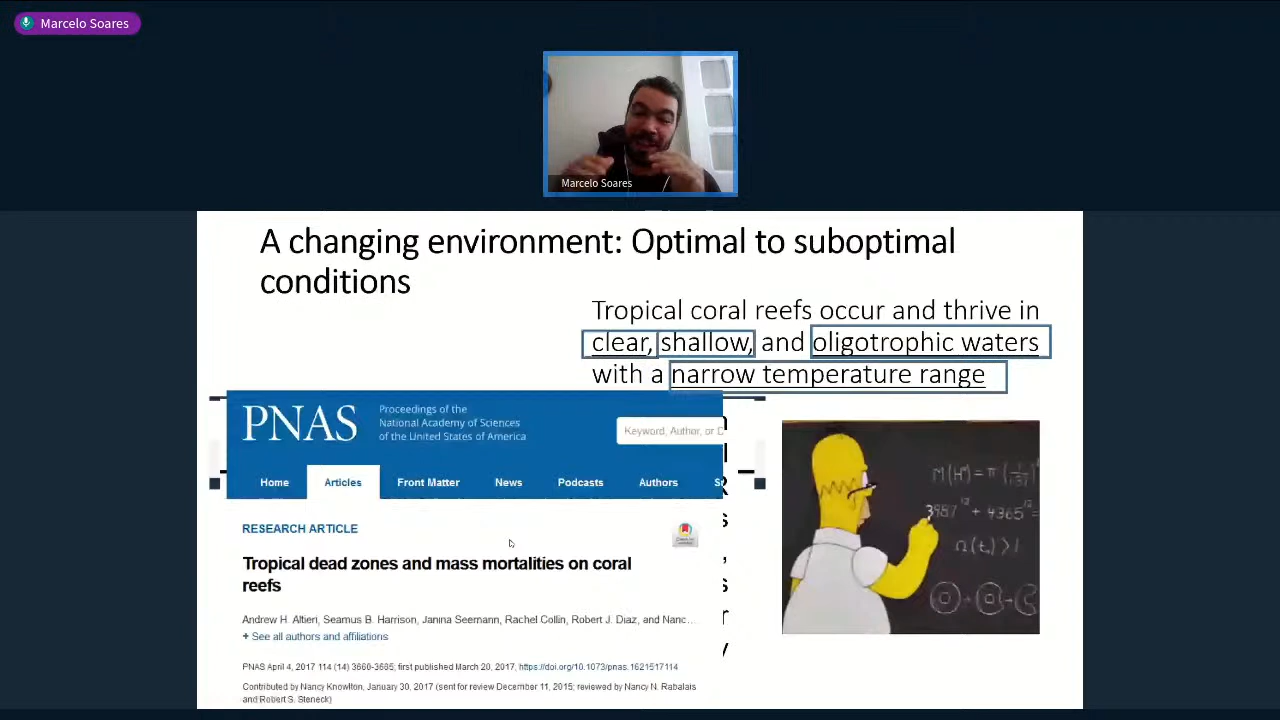 Marcelo Soares
Marcelo Soares
A changing environment: Optimal to suboptimal
conditions
Tropical coral reefs occur and thrive in
clear, shallow, and oligotrophic waters
with a narrow temperature range
PNAS
Proceedings of the
National Academy of Sciences
of the United States of America
Keyword, Author, or D
Home Articles Front Matter News Podcasts Authors
RESEARCH ARTICLE
Tropical dead zones and mass mortalities on coral
reefs
Andrew H. Altieri, Seamus B. Harrison, Janina Seemann, Rachel Collin, Robert J. Diaz, and Nanc...
+ See all authors and affiliations
PNAS April 4, 2017 114 (14) 3660-3665; first published March 20, 2017, https://doi.org/10.1073/pnas.1621517114
Contributed by Nancy Knowlton, January 30, 2017 (sent for review December 11, 2015; reviewed by Nancy N. Rabalais
and Robert S. Steneck)